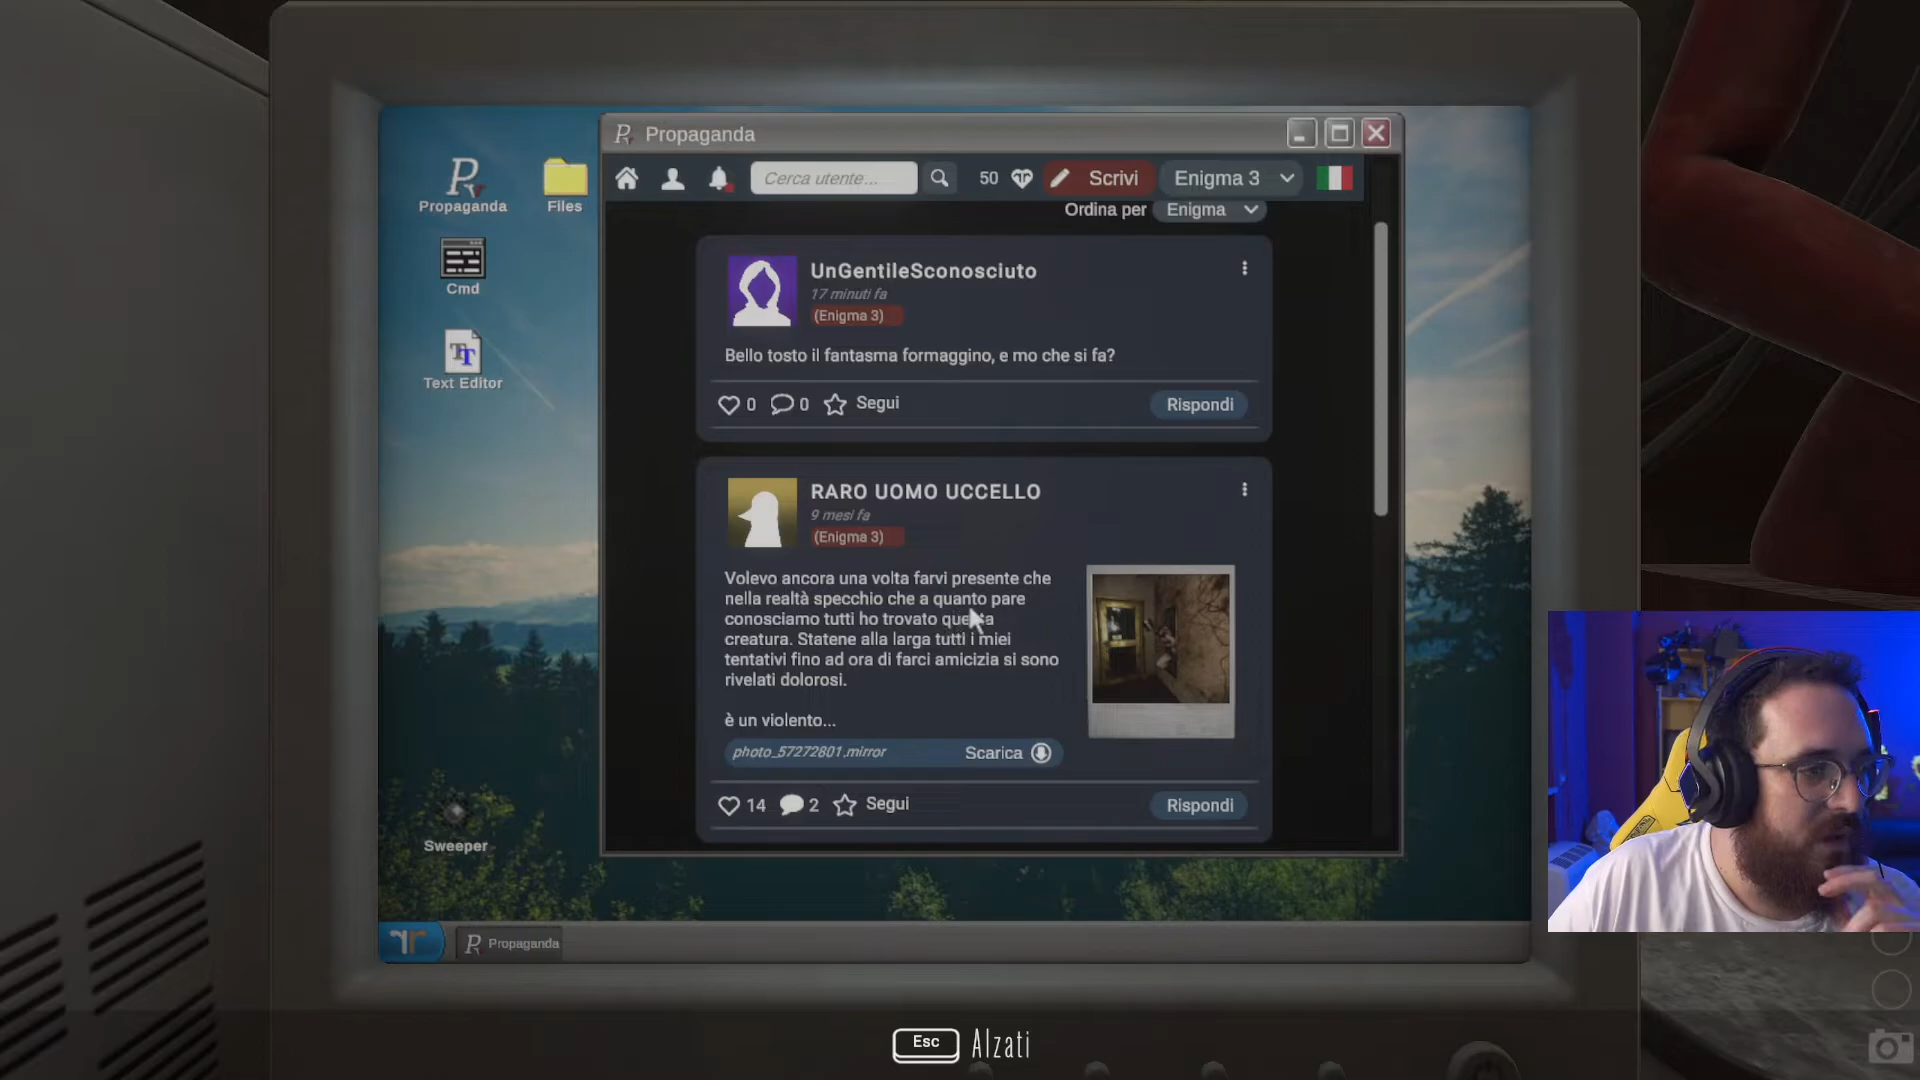 Propaganda
Propaganda
Files
Cmd
Text Editor
Sweeper
Cerca utente...
50
Scrivi
Enigma 3
Ordina per
Enigma
UnGentileSconosciuto
17 minuti fa
(Enigma 3)
Bello tosto il fantasma formaggino, e mo che si fa?
0
0
Segui
Rispondi
RARO UOMO UCCELLO
9 mesi fa
(Enigma 3)
Volevo ancora una volta farvi presente che
nella realtà specchio che a quanto pare
conosciamo tutti ho trovato
creatura. Statene alla larga tutti i miei
tentativi fino ad ora di farci amicizia si sono
rivelati dolorosi.
è un violento...
photo_57272801.mirror
Scarica
14
2
Segui
Rispondi
Propaganda
Esc
Alzati